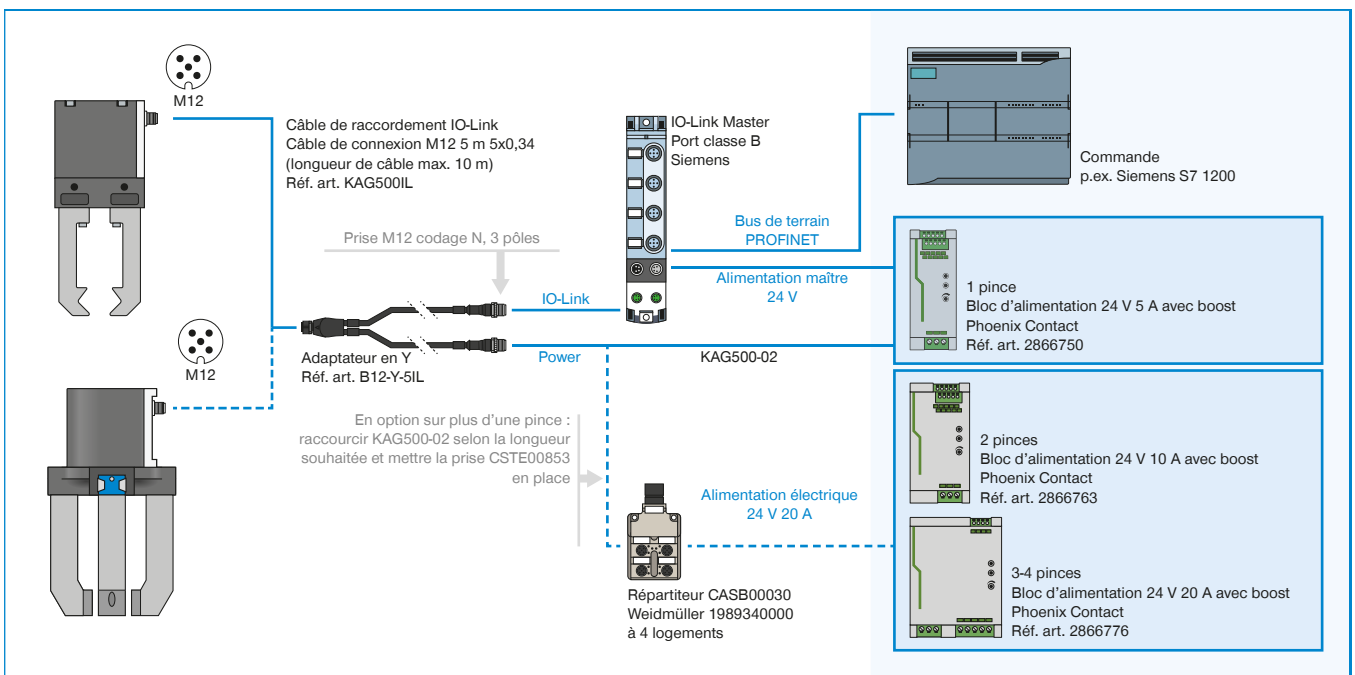 M12
Câble de raccordement IO-Link
Câble de connexion M12 5 m 5x0,34
(longueur de câble max. 10 m)
Réf. art. KAG500IL
IO-Link Master
Port classe B
Siemens
Commande
p.ex. Siemens S7 1200
Prise M12 codage N, 3 pôles
Bus de terrain
PROFINET
Alimentation maître
24 V
IO-Link
1 pince
Bloc d'alimentation 24 V 5 A avec boost
Phoenix Contact
Réf. art. 2866750
M12
Adaptateur en Y
Réf. art. B12-Y-5IL
Power
KAG500-02
En option sur plus d'une pince :
raccourcir KAG500-02 selon la longueur
souhaitée et mettre la prise CSTE00853
en place
2 pinces
Bloc d'alimentation 24 V 10 A avec boost
Phoenix Contact
Réf. art. 2866763
Alimentation électrique
24 V 20 A
3-4 pinces
Bloc d'alimentation 24 V 20 A avec boost
Phoenix Contact
Réf. art. 2866776
Répartiteur CASB00030
Weidmüller 1989340000
à 4 logements